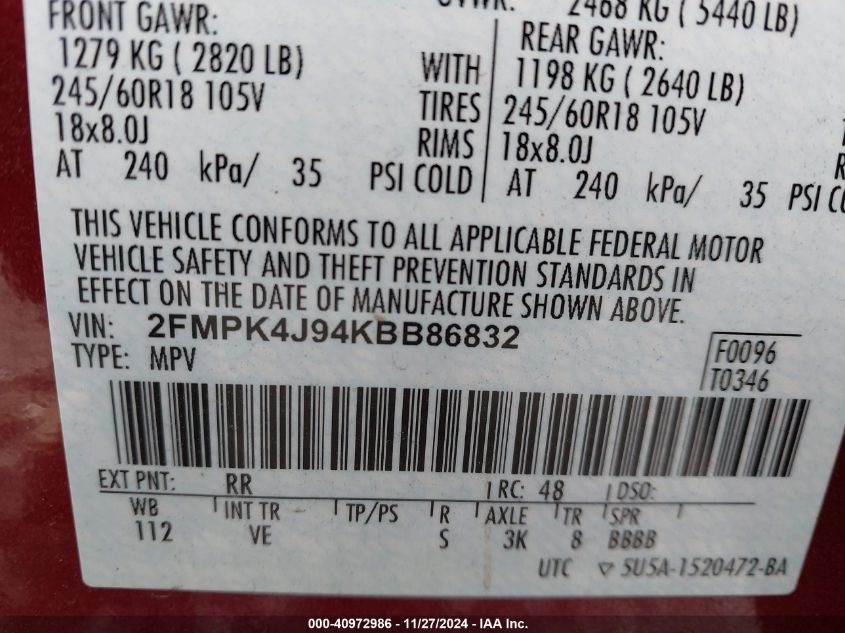 FRONT GAWR:
1279 KG ( 2820 LB)
245/60R18 105V
18x8.0J
AT 240 kPa/ 35 PSI COLD
WITH
TIRES
RIMS
2468 KG ( 5440 LB)
REAR GAWR:
1198 KG ( 2640 LB)
245/60R18 105V
18x8.0J
AT 240 kPa/ 35 PSI
THIS VEHICLE CONFORMS TO ALL APPLICABLE FEDERAL MOTOR
VEHICLE SAFETY AND THEFT PREVENTION STANDARDS IN
EFFECT ON THE DATE OF MANUFACTURE SHOWN ABOVE.
VIN: 2FMPK4J94KBB86832
TYPE: MPV
F0096
T0346
EXT PNT: RR RC: 48 DSO:
WB INT TR TP/PS R AXLE TR SPR
112 VE S 3K 8 BBBB
UTC ▽ 5U5A-1520472-BA
000-40972986 - 11/27/2024 - IAA Inc.